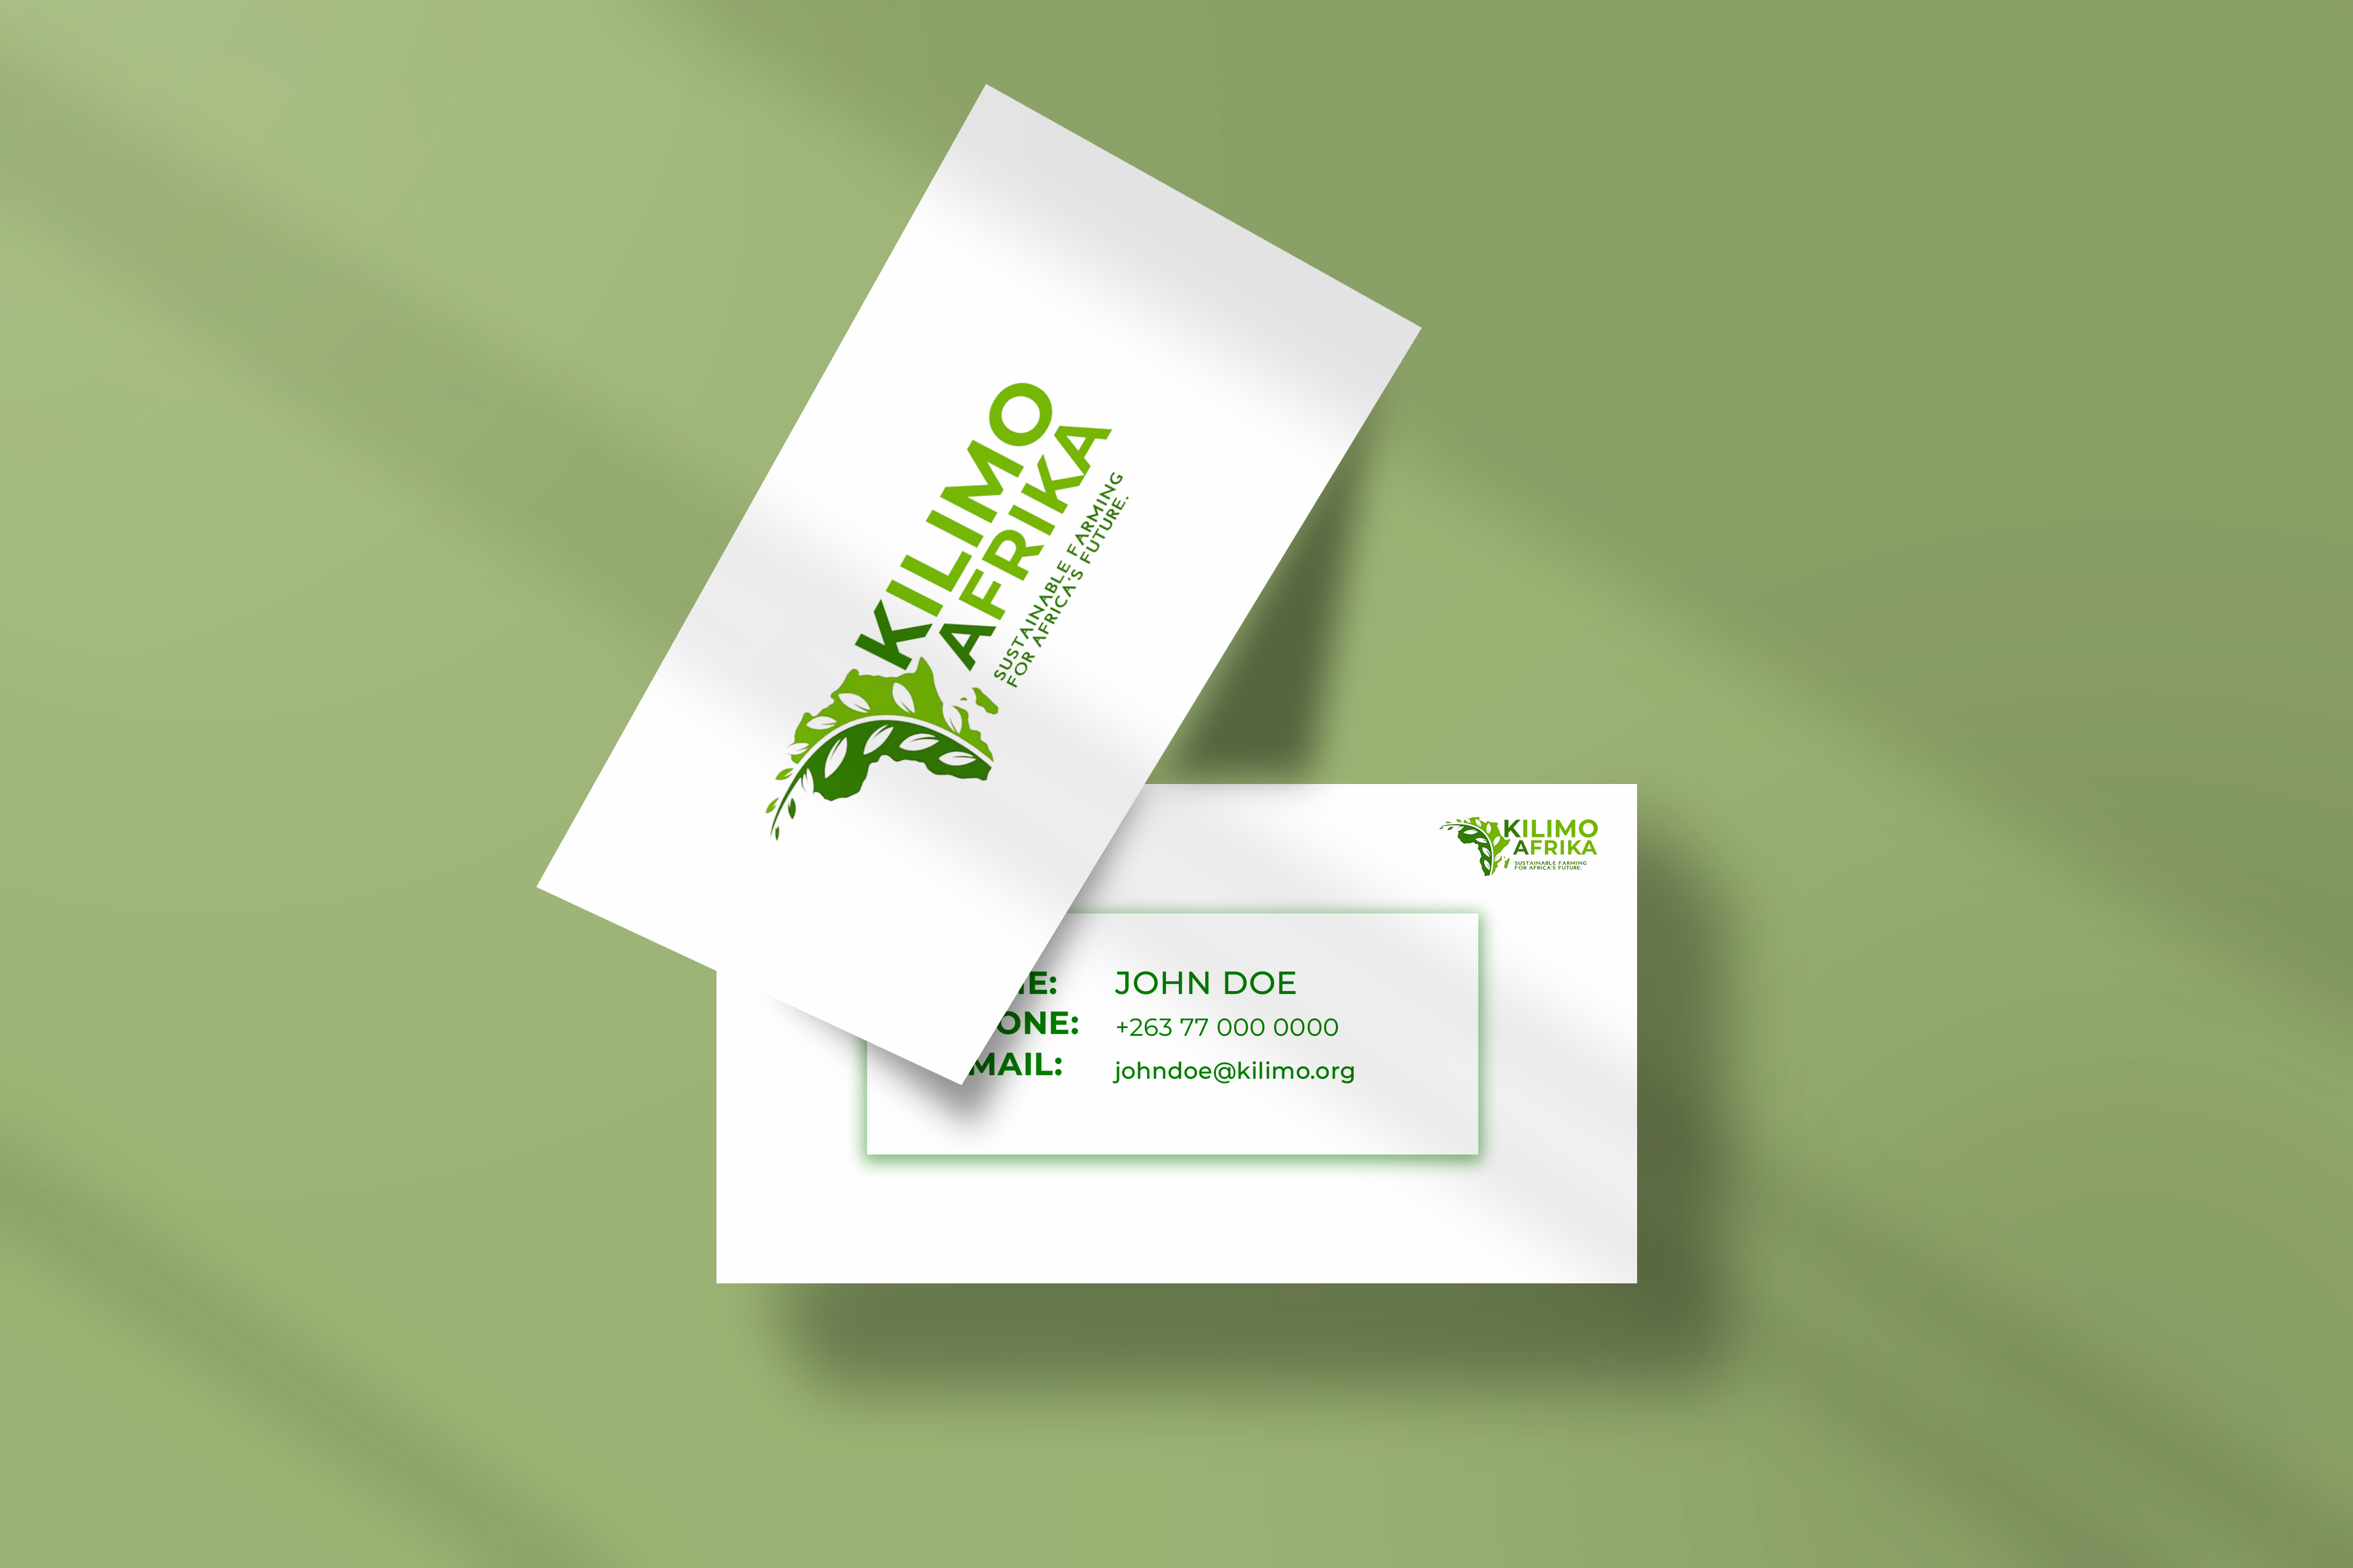 KILIMO
AFRIKA
SUSTAINABLE FARMING
FOR AFRICA'S FUTURE.
KILIMO
AFRIKA
SUSTAINABLE FARMING
FOR AFRICA'S FUTURE.
E: JOHN DOE
ONE: +263 77 000 0000
MAIL: johndoe@kilimo.org